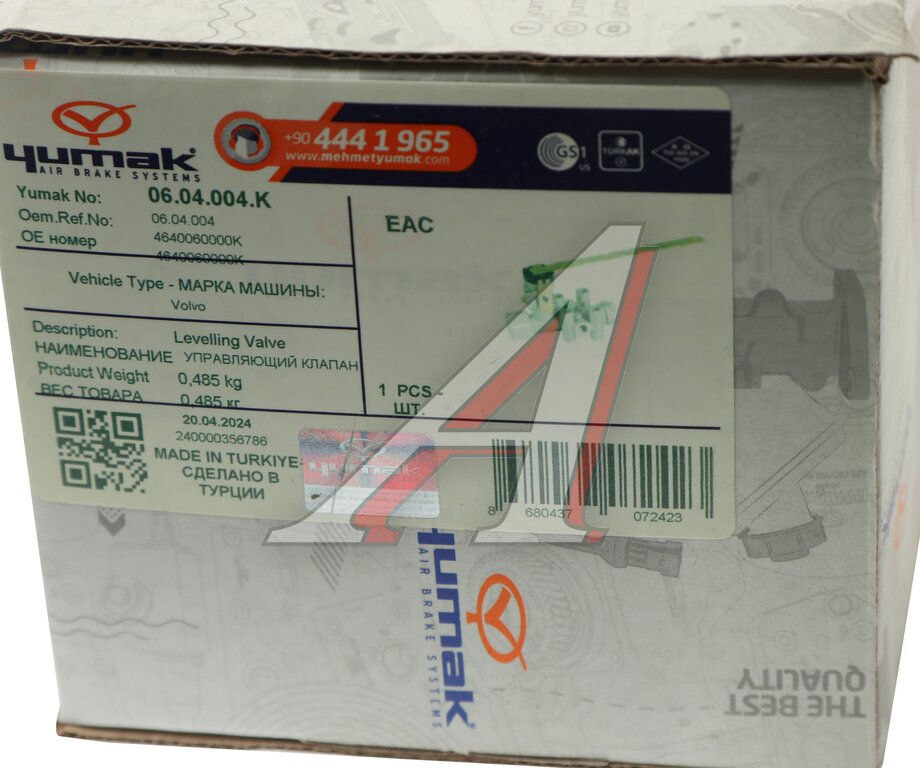 yumak
AIR BRAKE SYSTEMS
+90 444 1 965
www.mehmetyumak.com
GS1
US
TURKAK
Yumak No: 06.04.004.K
Oem.Ref.No: 06.04.004
OE номер 4640060000K
4640060000K
EAC
Vehicle Type - МАРКА МАШИНЫ:
Volvo
Description: Levelling Valve
НАИМЕНОВАНИЕ УПРАВЛЯЮЩИЙ КЛАПАН
Product Weight 0,485 kg
ВЕС ТОВАРА 0,485 кг
1 PCS -
ШТ.
20.04.2024
240000356786
MADE IN TURKIYE-
СДЕЛАНО В
ТУРЦИИ
8 680437 072423
yumak
AIR BRAKE SYSTEMS
THE BEST
QUALITY